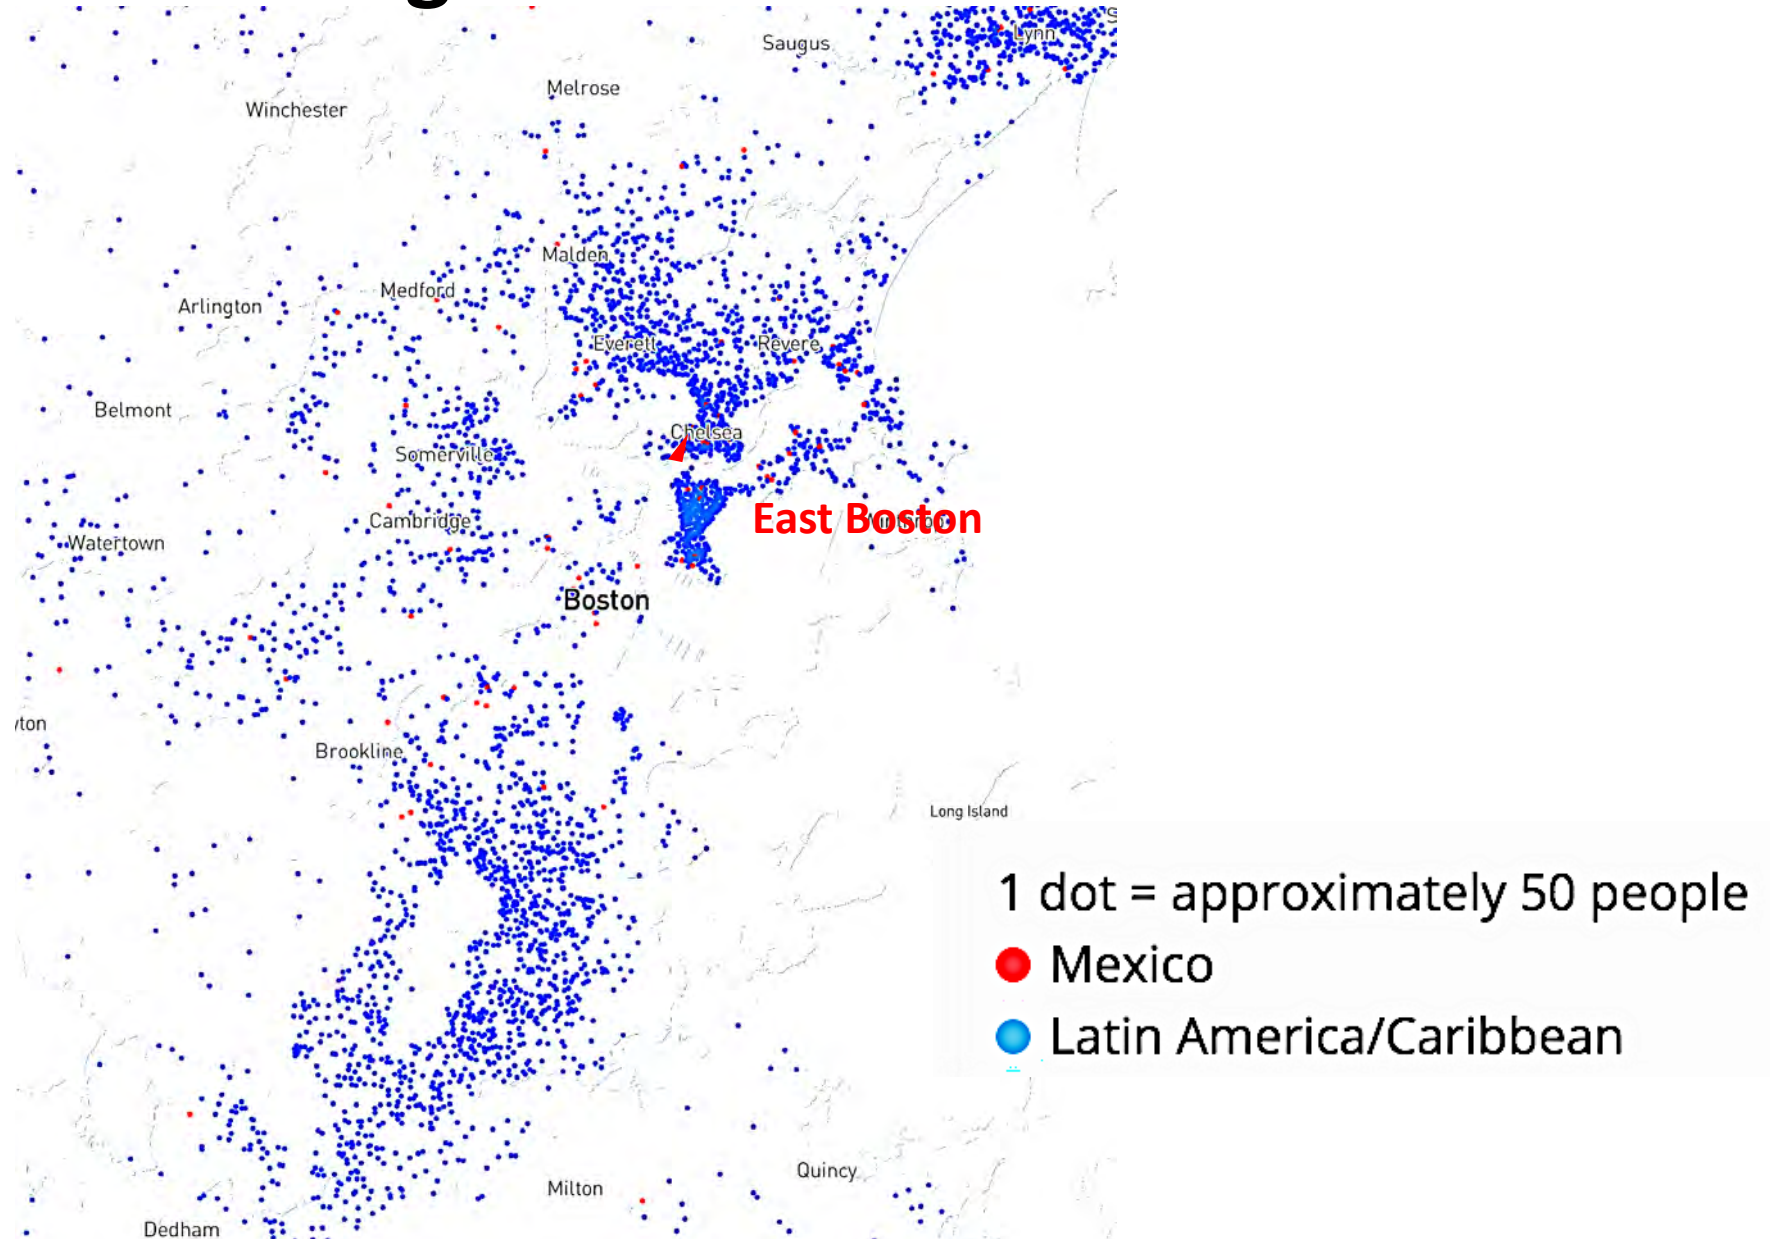 Saugus
Lynn
Melrose
Winchester
Malden
Medford
Arlington
Everett
Revere
Belmont
Chelsea
Somerville
East Boston
Cambridge
Winthrop
Watertown
Boston
Brookline
Long Island
1 dot = approximately 50 people
Mexico
Latin America/Caribbean
Quincy
Milton
Dedham